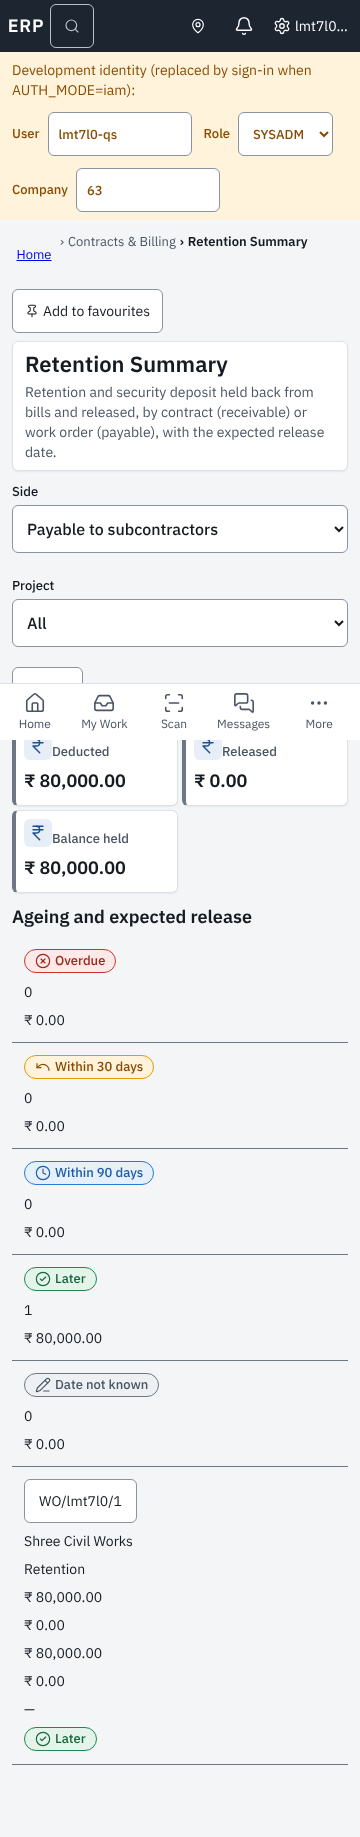 ERP
lmt7l0...
Development identity (replaced by sign-in when
AUTH_MODE=iam):
User lmt7l0-qs Role SYSADM
Company 63
Home › Contracts & Billing › Retention Summary
Add to favourites
Retention Summary
Retention and security deposit held back from
bills and released, by contract (receivable) or
work order (payable), with the expected release
date.
Side
Payable to subcontractors
Project
All
Home My Work Scan Messages More
₹ Deducted ₹ Released
₹ 80,000.00 ₹ 0.00
₹ Balance held
₹ 80,000.00
Ageing and expected release
Overdue
0
₹ 0.00
Within 30 days
0
₹ 0.00
Within 90 days
0
₹ 0.00
Later
1
₹ 80,000.00
Date not known
0
₹ 0.00
WO/lmt7l0/1
Shree Civil Works
Retention
₹ 80,000.00
₹ 0.00
₹ 80,000.00
₹ 0.00
—
Later